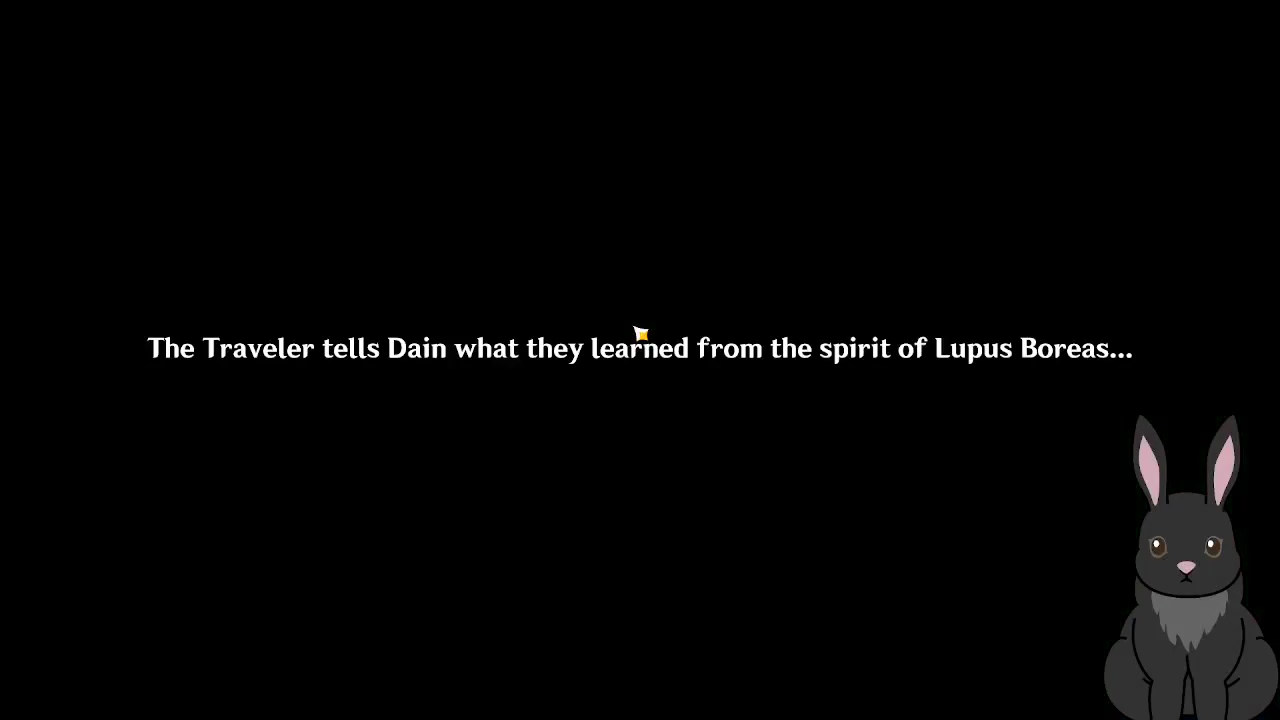 The Traveler tells Dain what they learned from the spirit of Lupus Boreas...